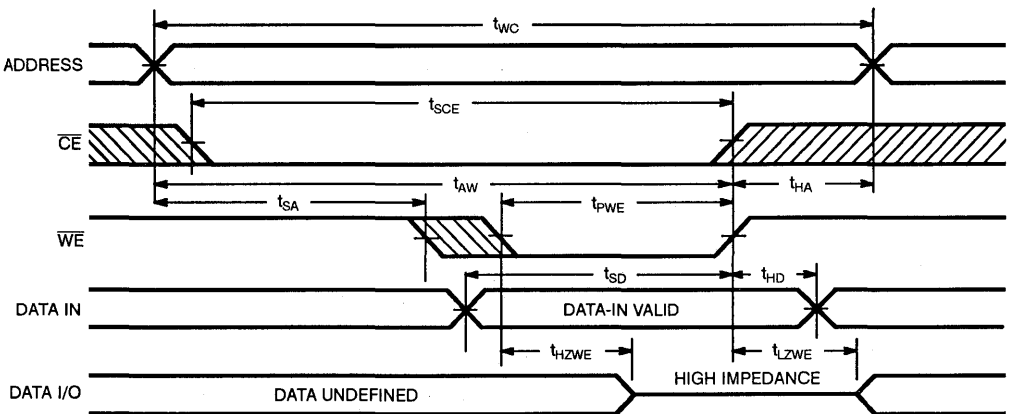 tWC
ADDRESS
tSCE
CE
tAW
tHA
tSA
tPWE
WE
tSD
tHD
DATA IN
DATA-IN VALID
tHZWE
tLZWE
HIGH IMPEDANCE
DATA I/O
DATA UNDEFINED